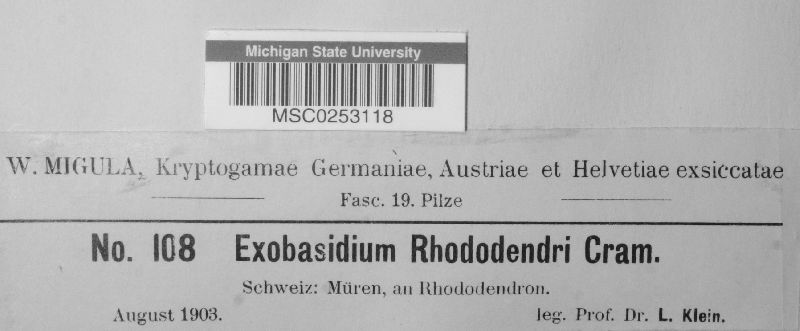 Michigan State University
MSC0253118
W. MIGULA, Kryptogamae Germaniae, Austriae et Helvetiae exsiccatae
Fasc. 19. Pilze
No. 108 Exobasidium Rhododendri Cram.
Schweiz: Müren, an Rhododendron.
August 1903. leg. Prof. Dr. L. Klein.